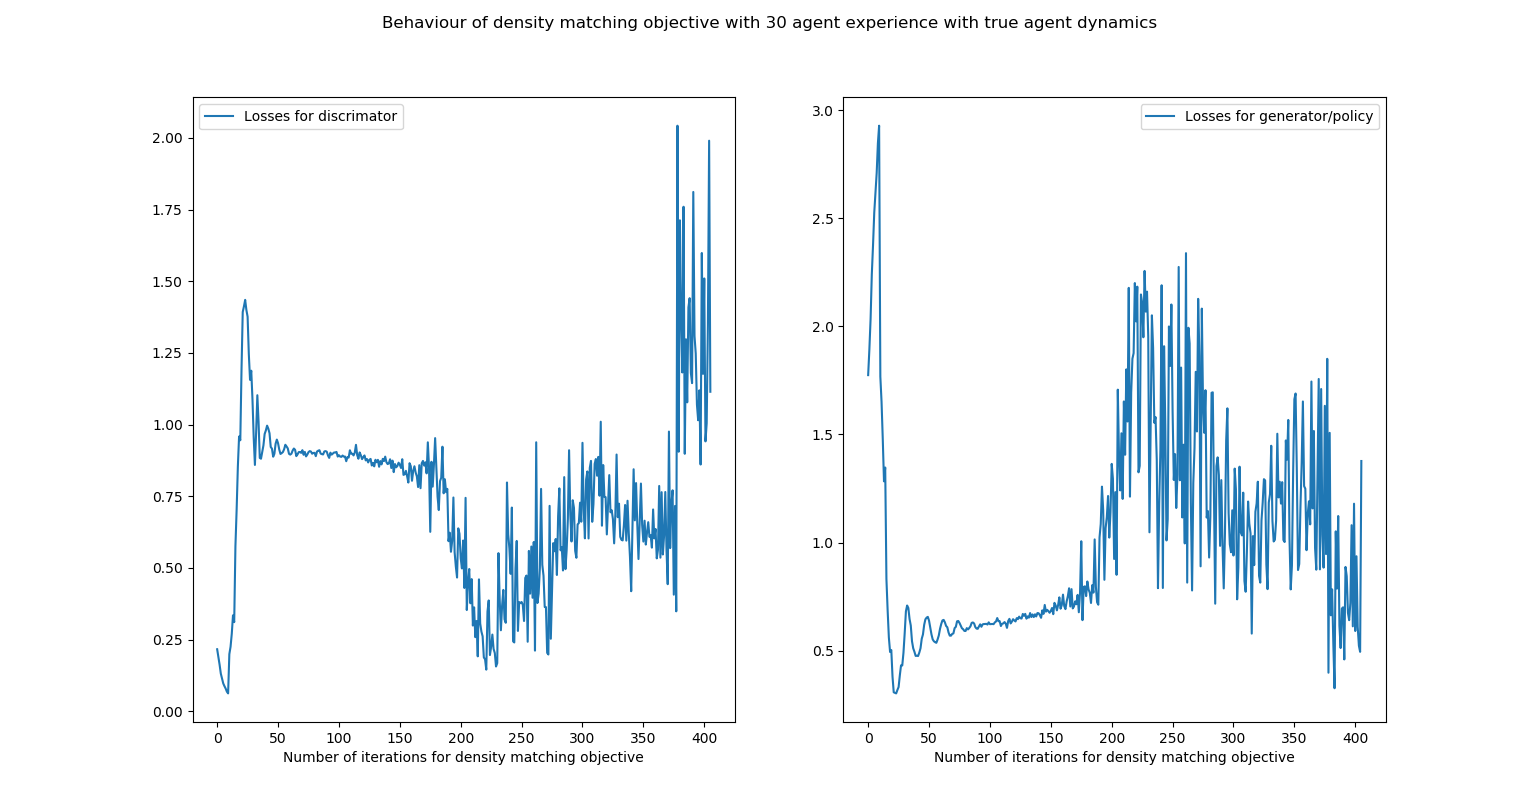 Behaviour of density matching objective with 30 agent experience with true agent dynamics
Losses for discrimator
2.00
1.75
1.50
1.25
1.00
0.75
0.50
0.25
0.00
0 50 100 150 200 250 300 350 400
Number of iterations for density matching objective
Losses for generator/policy
3.0
2.5
2.0
1.5
1.0
0.5
0 50 100 150 200 250 300 350 400
Number of iterations for density matching objective